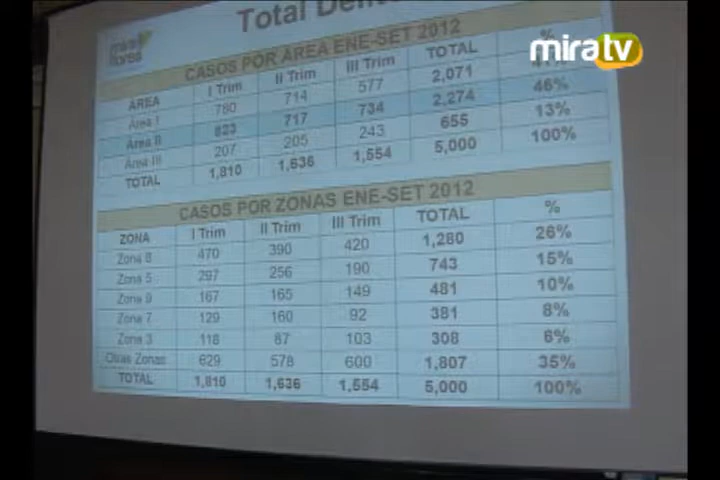 Total
mira flores
miratv
CASOS POR AREA ENE-SET 2012
AREA I Trim II Trim III Trim TOTAL %
Area I 780 714 577 2,071
Area II 823 717 734 2,274 46%
Area III 207 205 243 655 13%
TOTAL 1,810 1,636 1,554 5,000 100%
CASOS POR ZONAS ENE-SET 2012
ZONA I Trim II Trim III Trim TOTAL %
Zona 8 470 390 420 1,280 26%
Zona 5 297 256 190 743 15%
Zona 9 167 165 149 481 10%
Zona 7 129 160 92 381 8%
Zona 3 118 87 103 308 6%
Otras Zonas 629 578 600 1,807 35%
TOTAL 1,810 1,636 1,554 5,000 100%